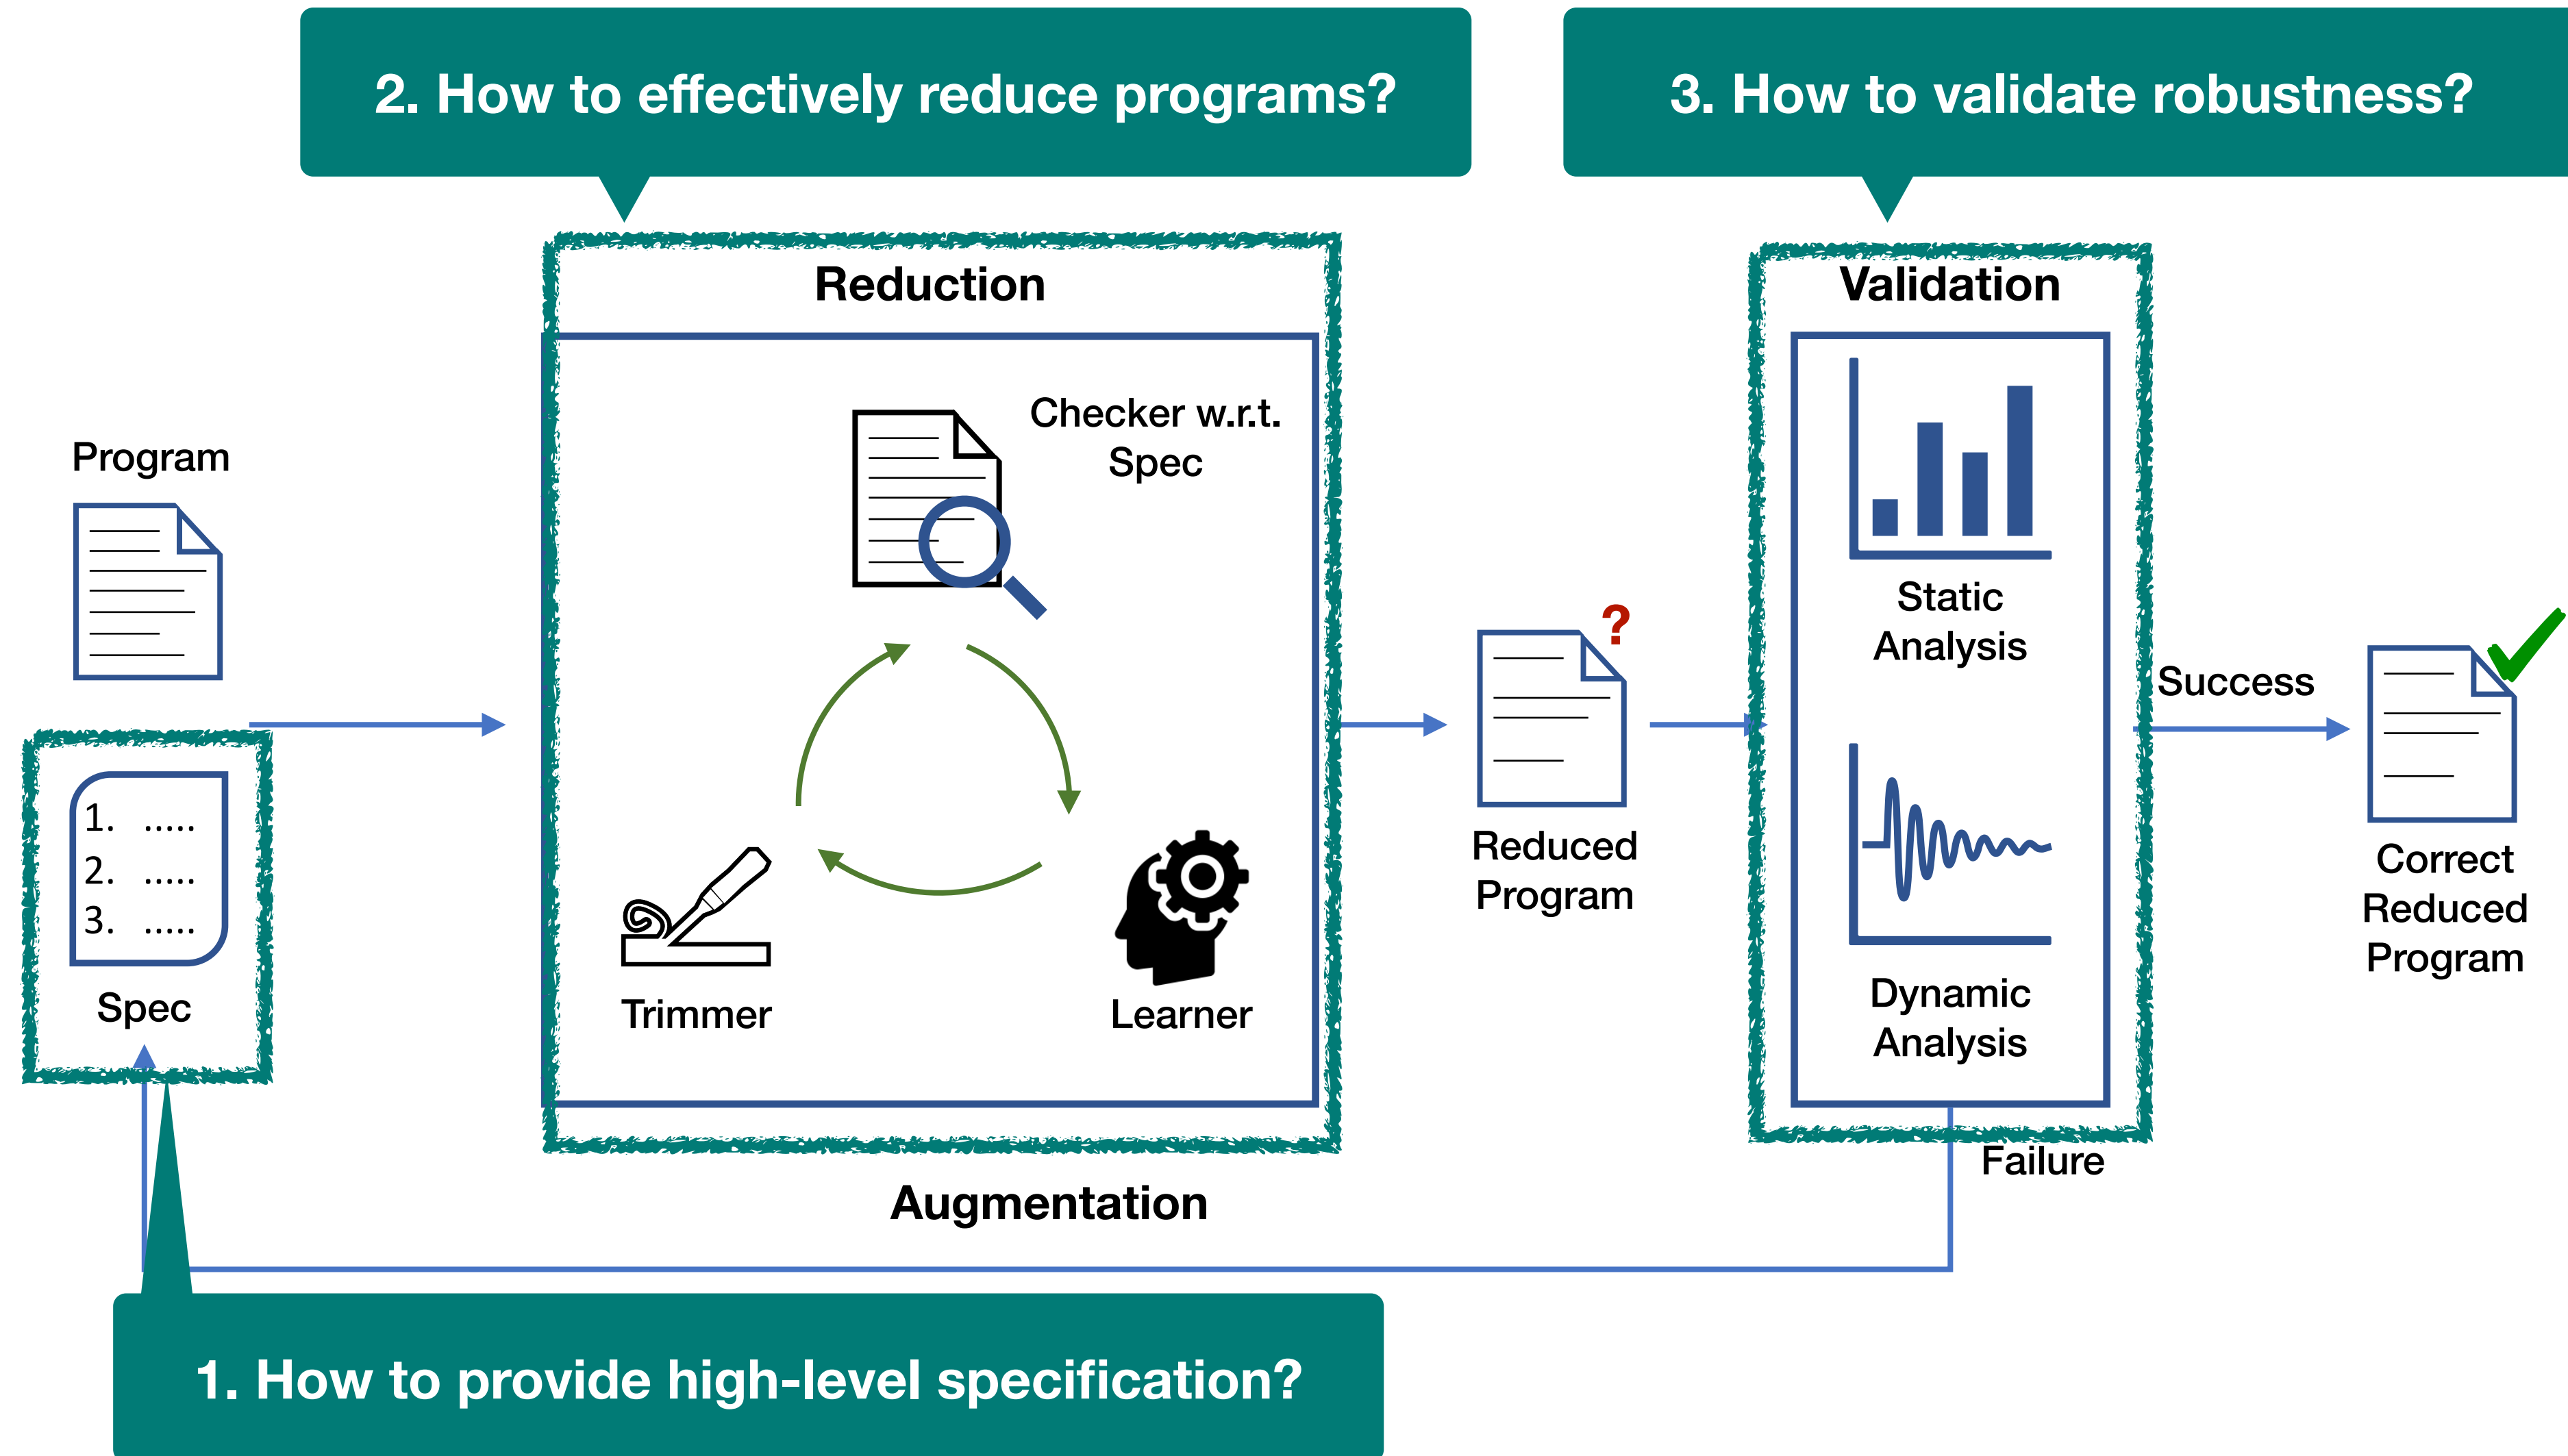 2. How to effectively reduce programs?
3. How to validate robustness?
Program
1. .....
2. .....
3. .....
Spec
Reduction
Checker w.r.t.
Spec
Trimmer
Learner
Augmentation
Reduced
Program
?
Validation
Static
Analysis
Dynamic
Analysis
Failure
Success
Correct
Reduced
Program
1. How to provide high-level specification?